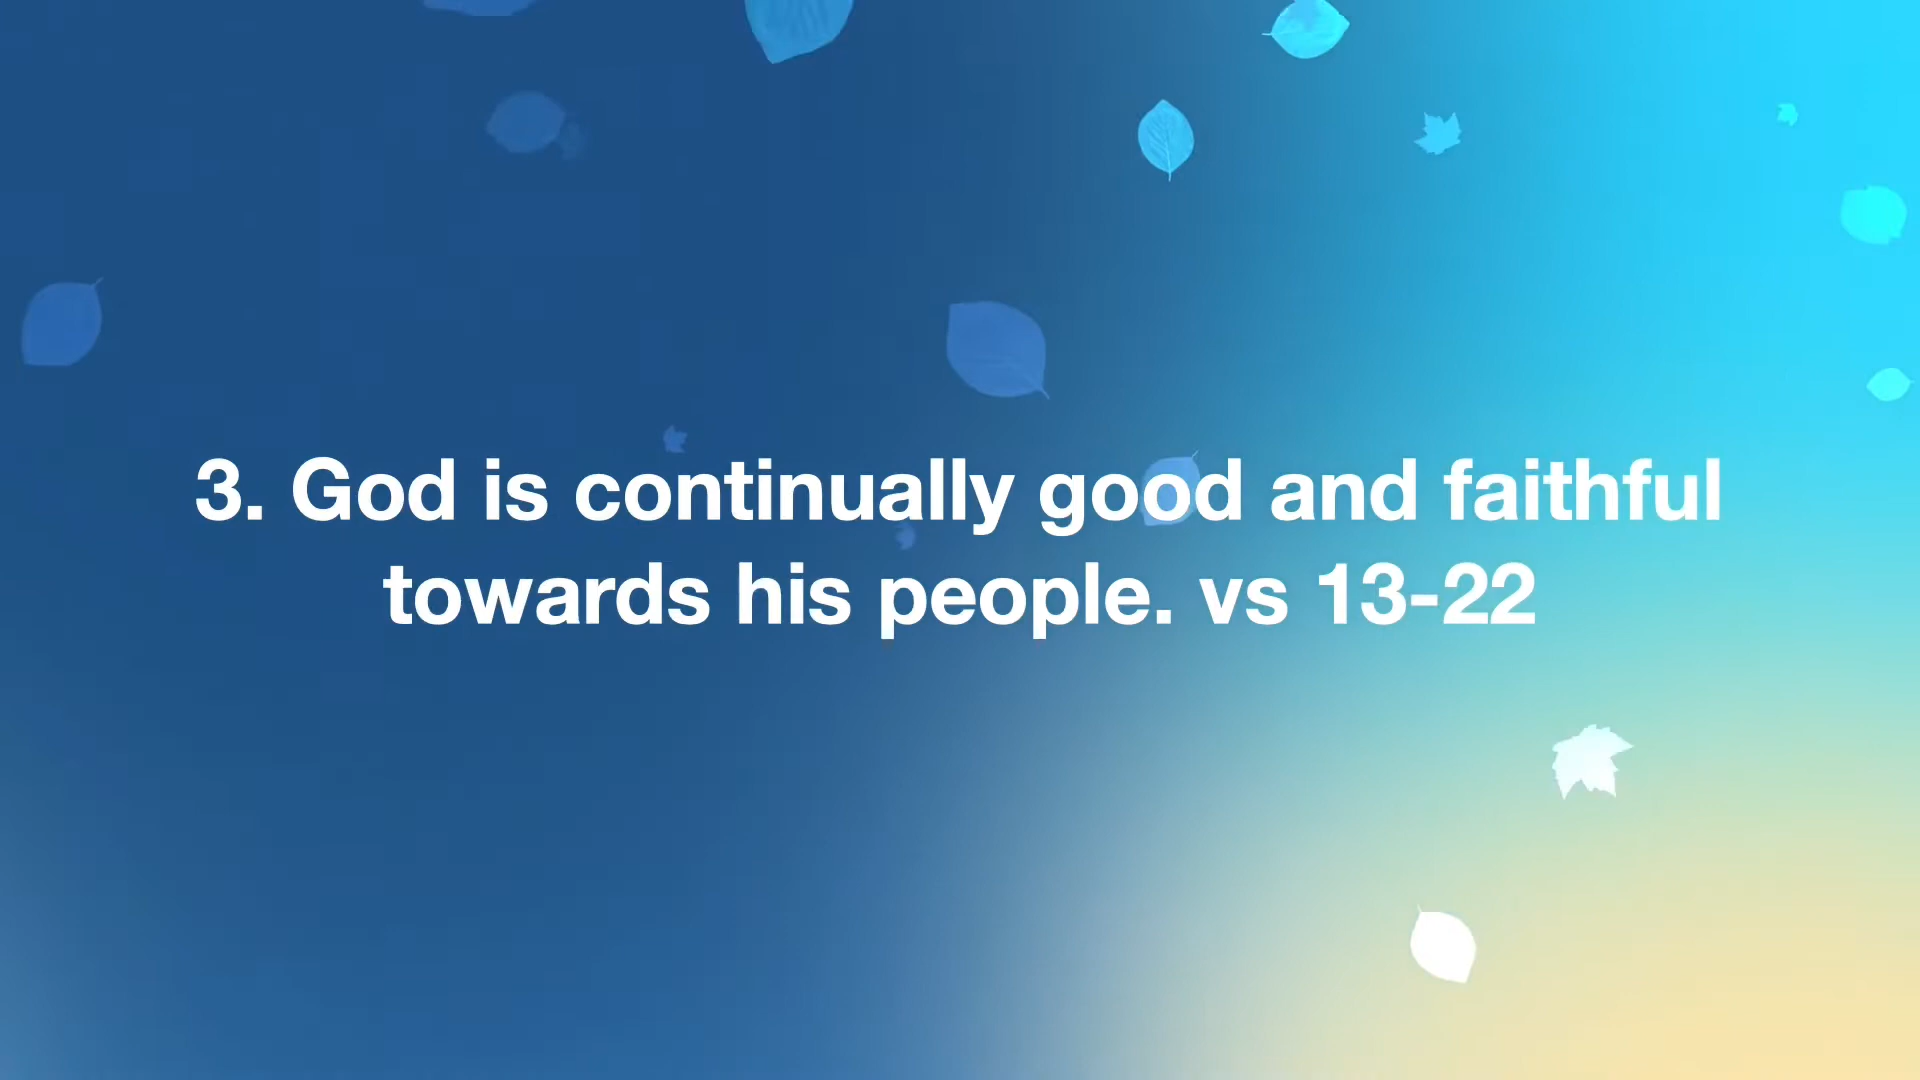 3. God is continually good and faithful
towards his people. vs 13-22